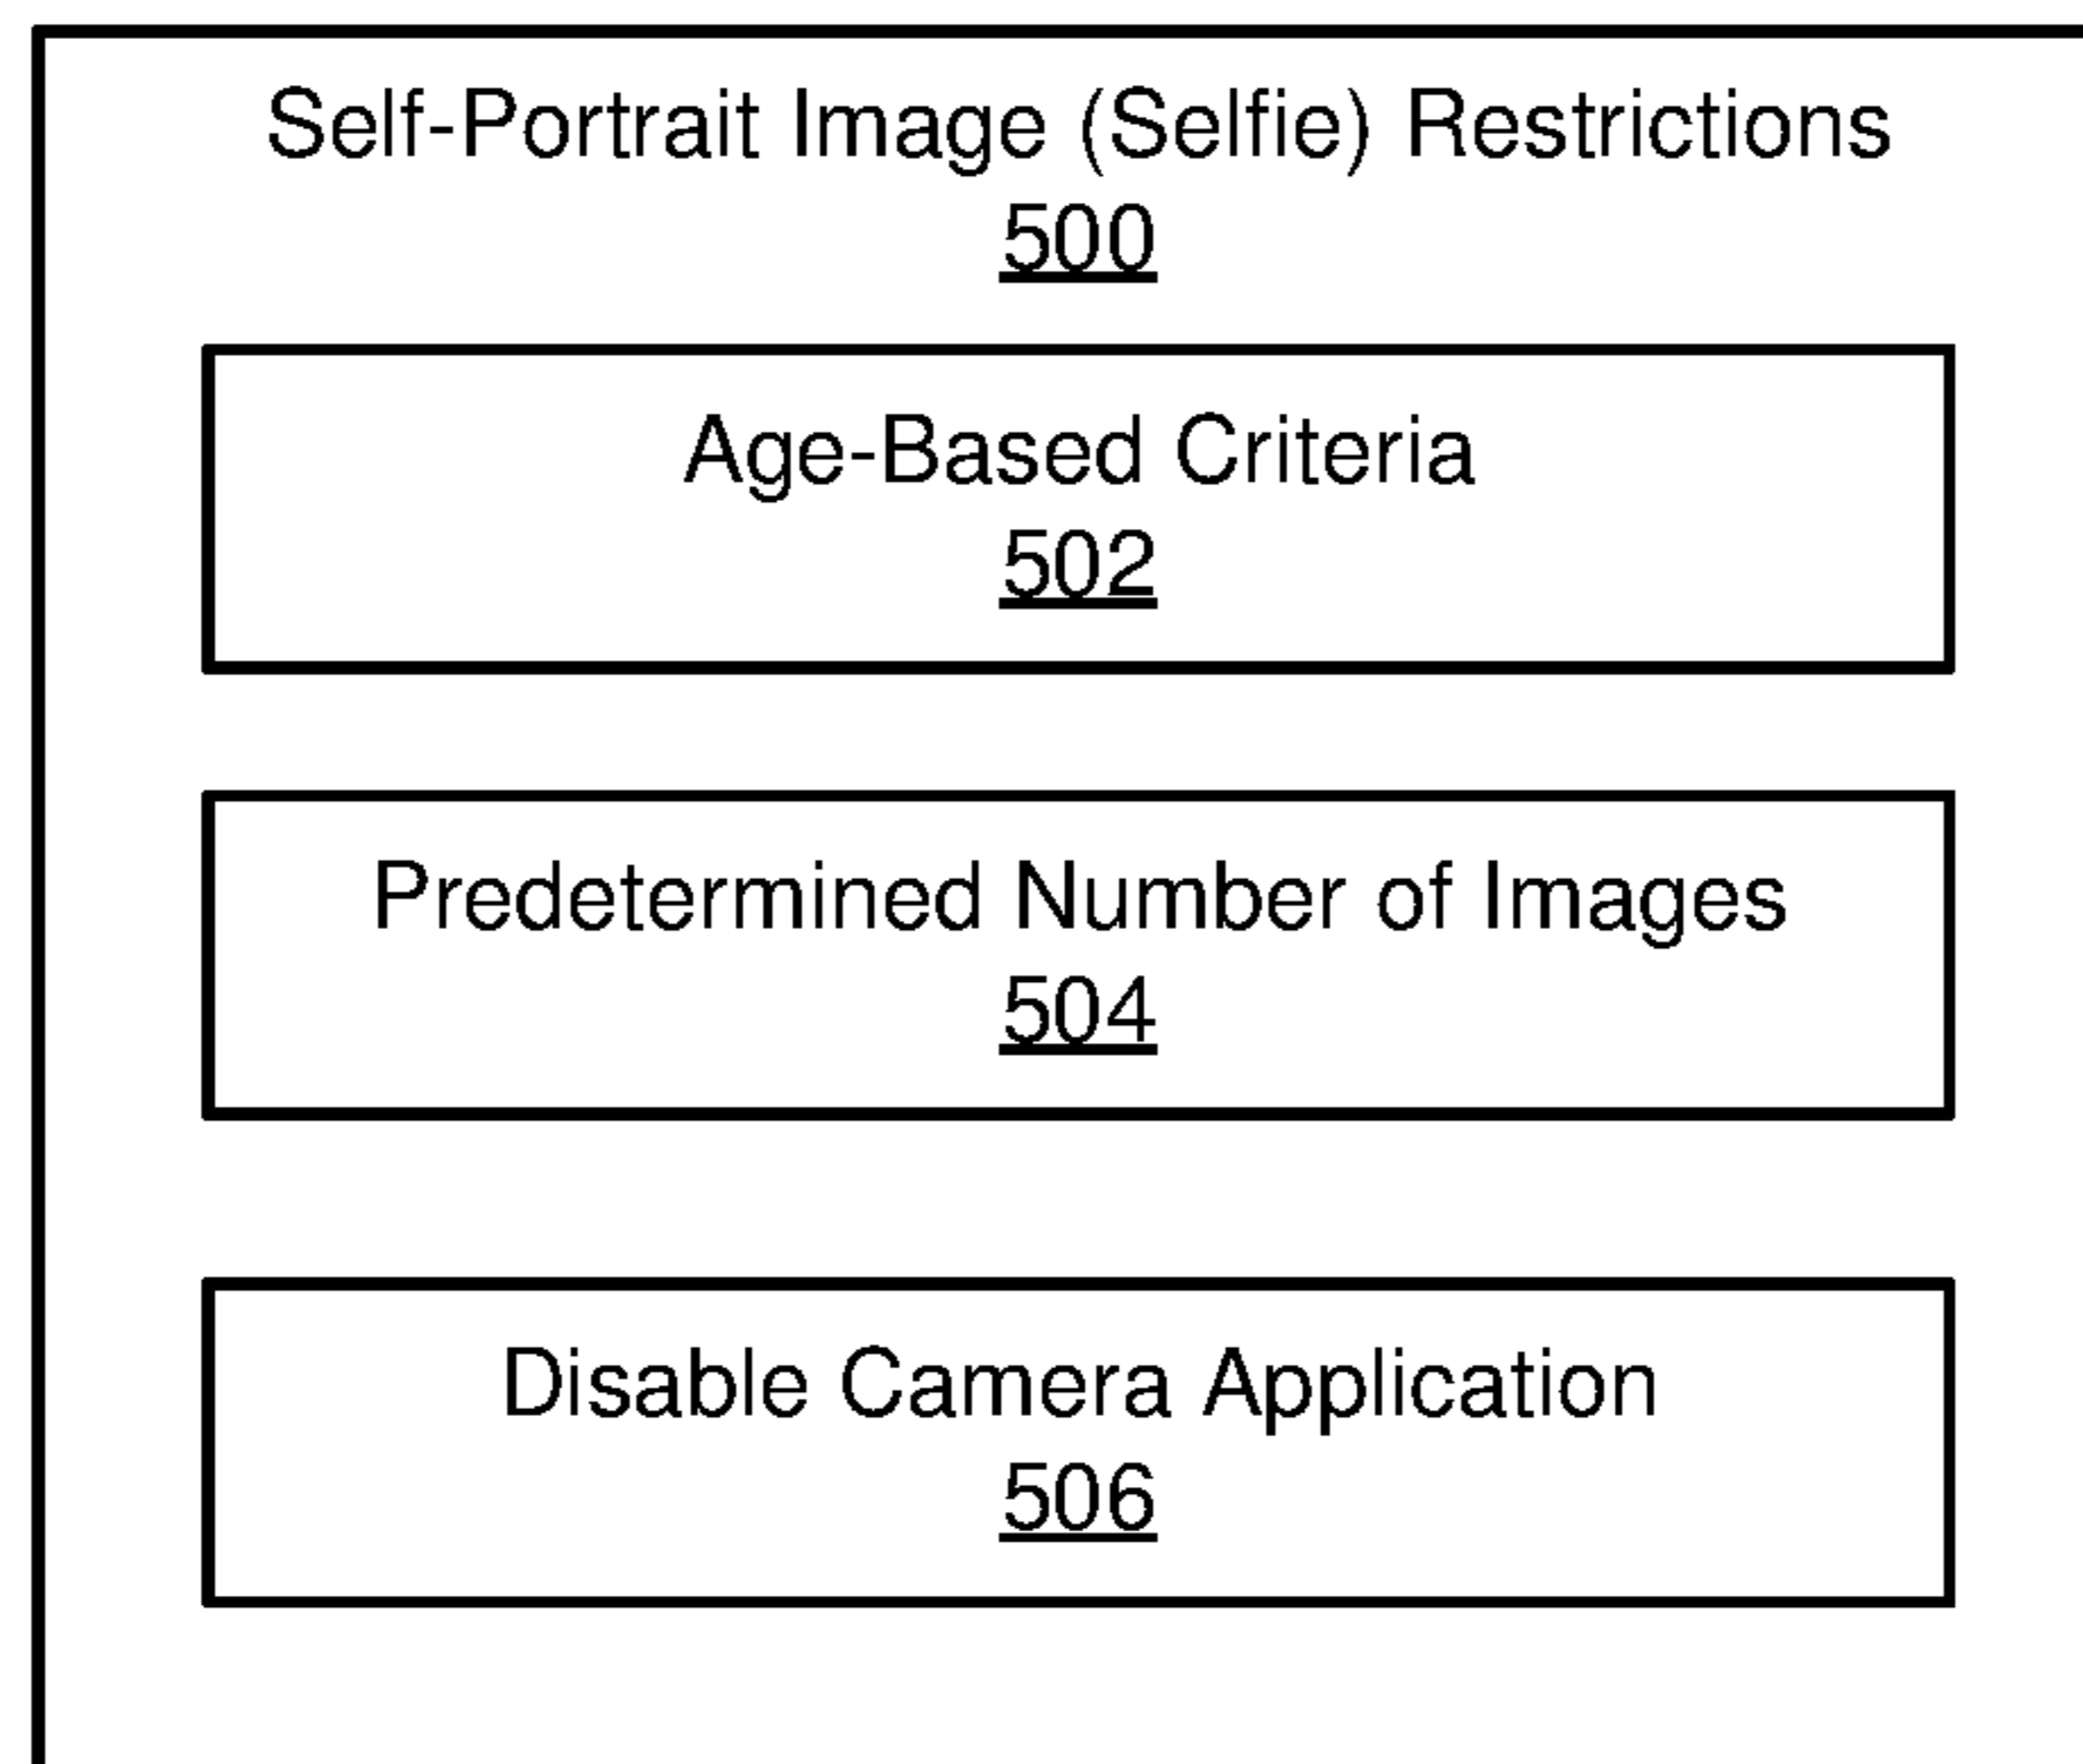 Self-Portrait Image (Selfie) Restrictions
500
Age-Based Criteria
502
Predetermined Number of Images
504
Disable Camera Application
506